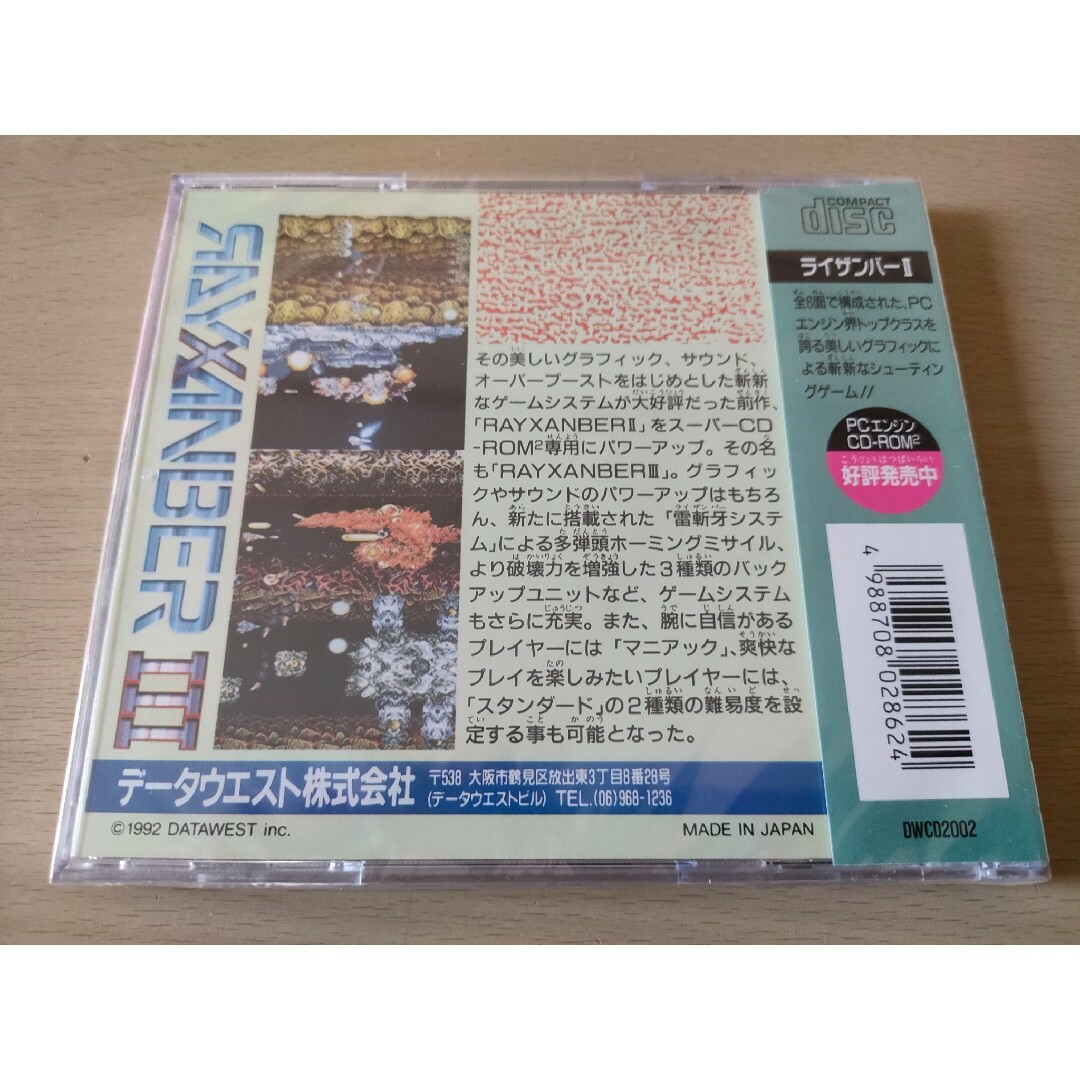 RAYXANBER III
その美しいグラフィック、サウンド、
オーバーブーストをはじめとした斬新
なゲームシステムが大好評だった前作、
「RAYXANBERⅡ」をスーパーCD
-ROM²専用にパワーアップ。その名
も「RAYXANBERⅢ」。グラフィッ
クやサウンドのパワーアップはもちろ
ん、新たに搭載された「雷斬牙システ
ム」による多弾頭ホーミングミサイル、
より破壊力を増強した3種類のバック
アップユニットなど、ゲームシステム
もさらに充実。また、腕に自信がある
プレイヤーには「マニアック」、爽快な
プレイを楽しみたいプレイヤーには、
「スタンダード」の2種類の難易度を設
定する事も可能となった。
データウエスト株式会社
〒538 大阪市鶴見区放出東3丁目8番28号
(データウエストビル) TEL.(06)968-1236
©1992 DATAWEST inc.
MADE IN JAPAN
COMPACT
disc
ライザンバーⅡ
全6面で構成された。PC
エンジン界トップクラスを
誇る美しいグラフィックに
よる斬新なシューティン
グゲーム//
PCエンジン
CD-ROM²
好評発売中
4 988708 028624
DWCD2002